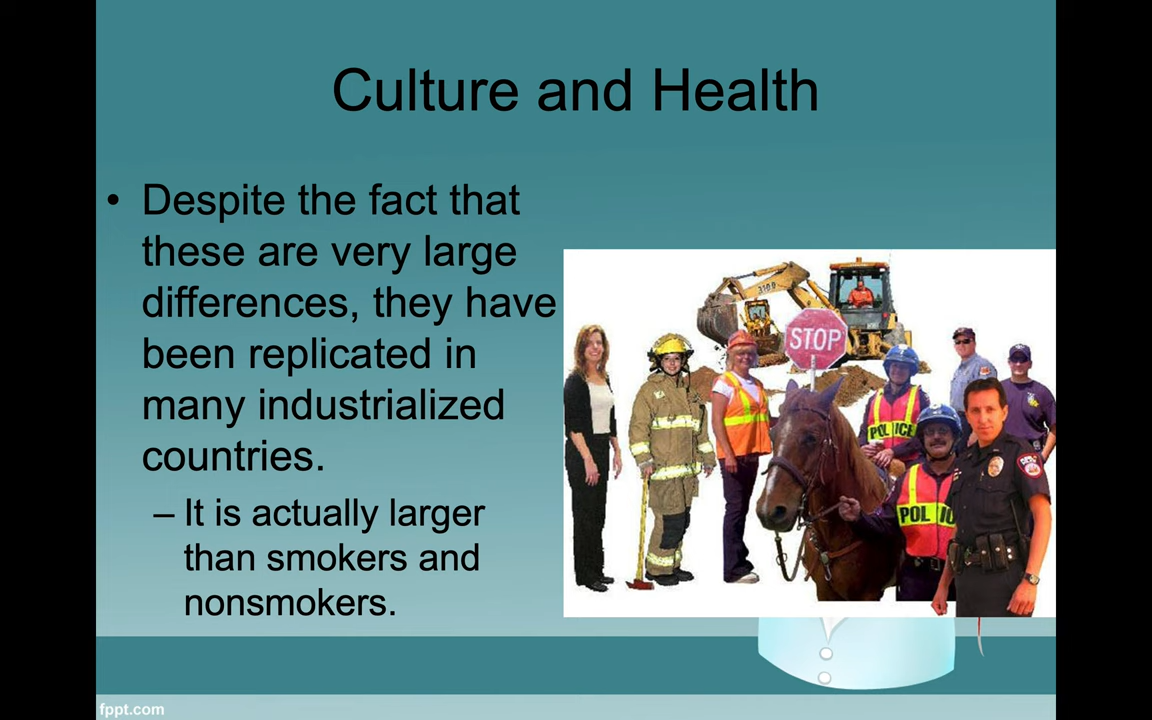 Culture and Health
• Despite the fact that
these are very large
differences, they have
been replicated in
many industrialized
countries.
– It is actually larger
than smokers and
nonsmokers.
STOP
POLICE
POLIC
fppt.com